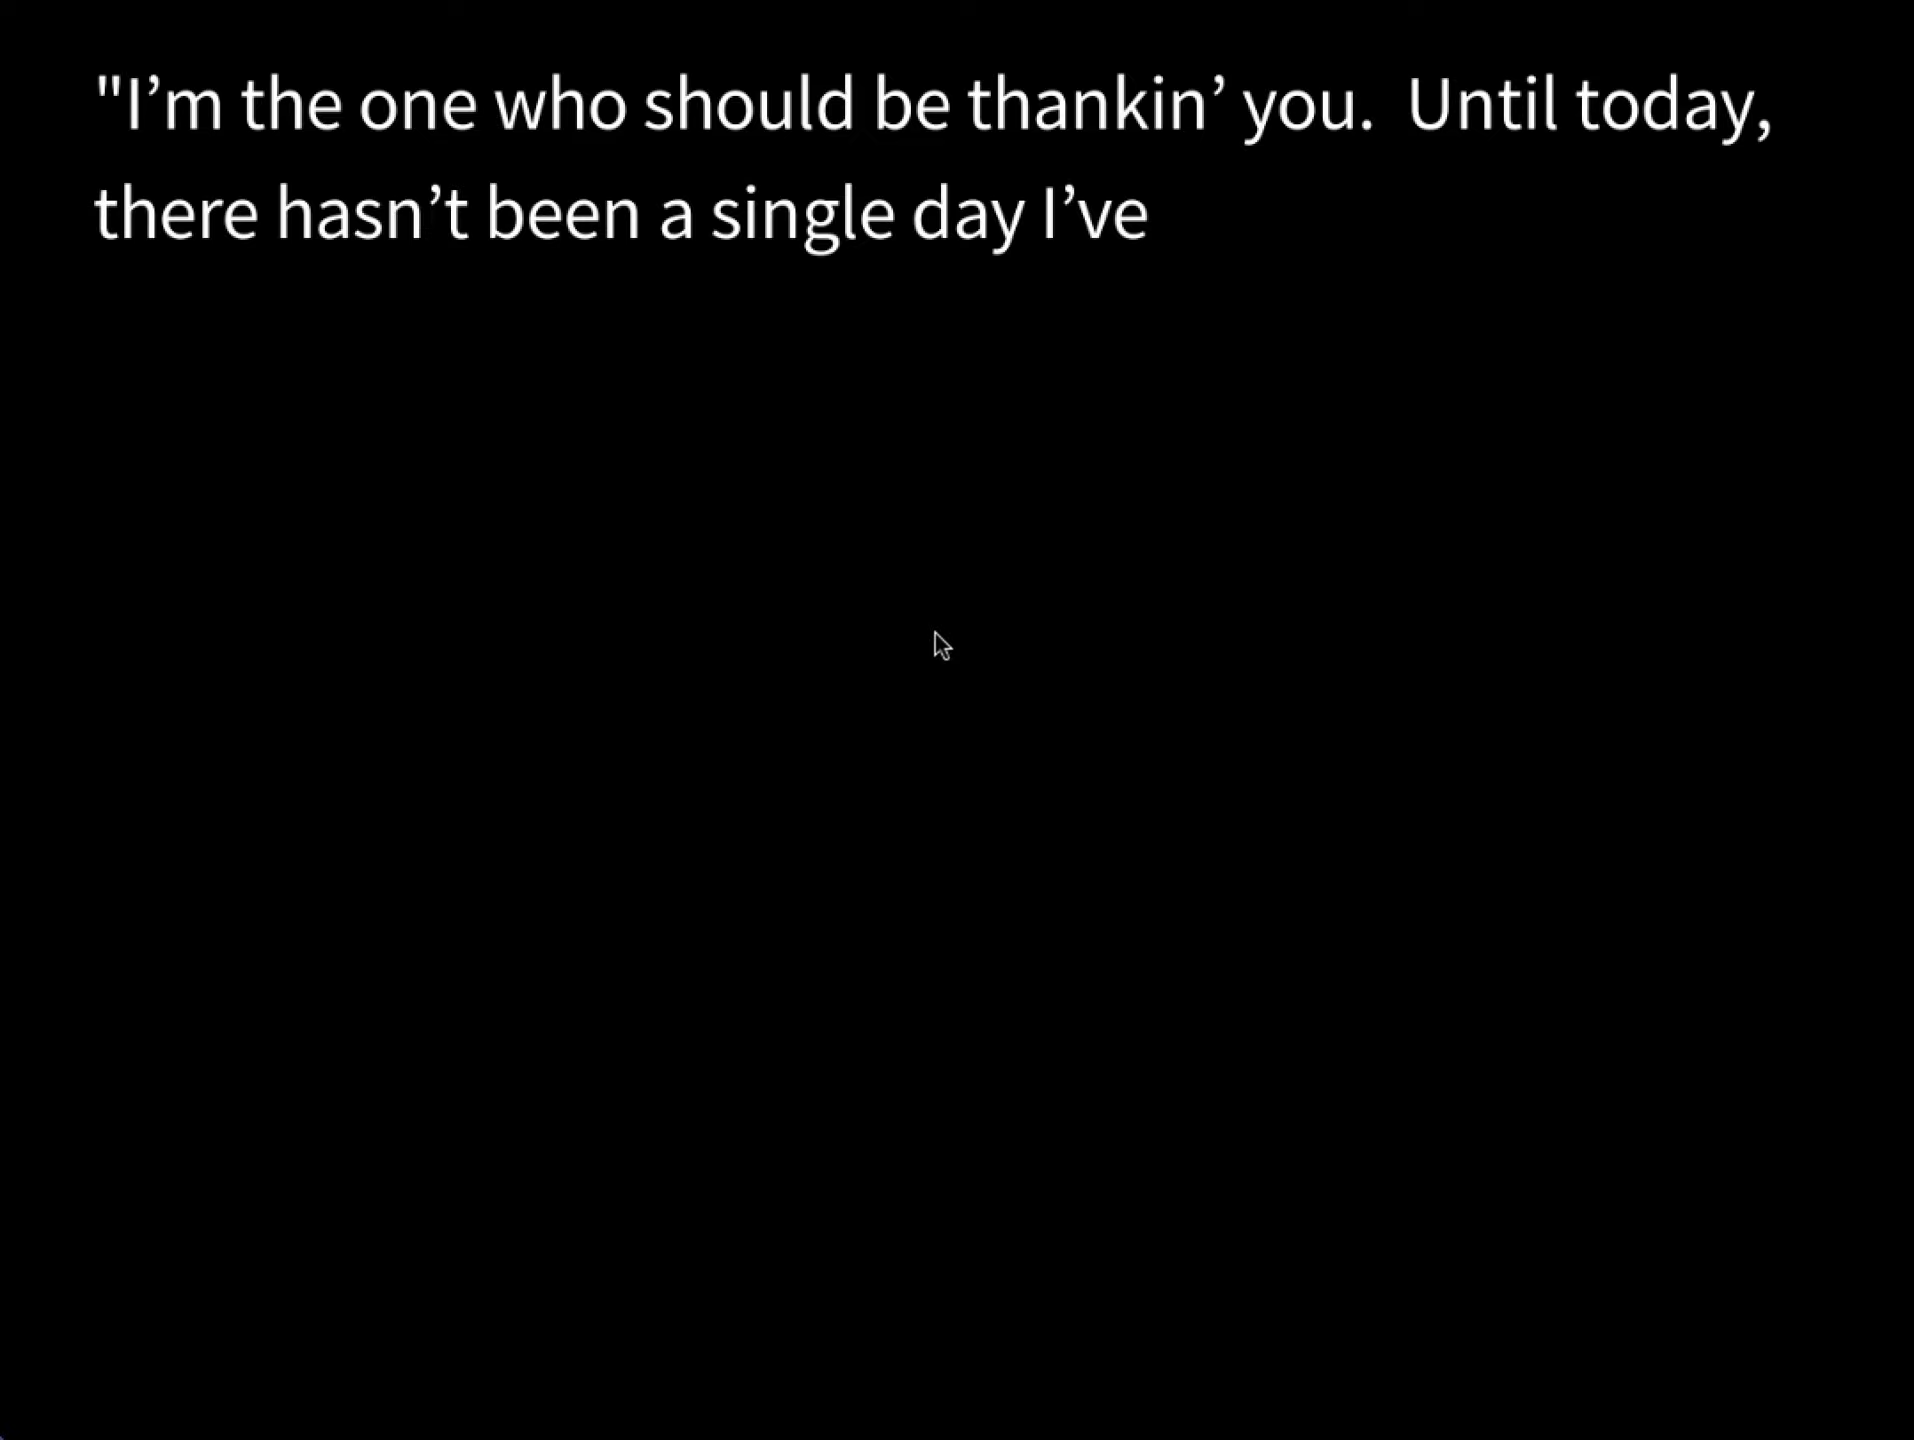 "I’m the one who should be thankin’ you.  Until today,
there hasn’t been a single day I’ve